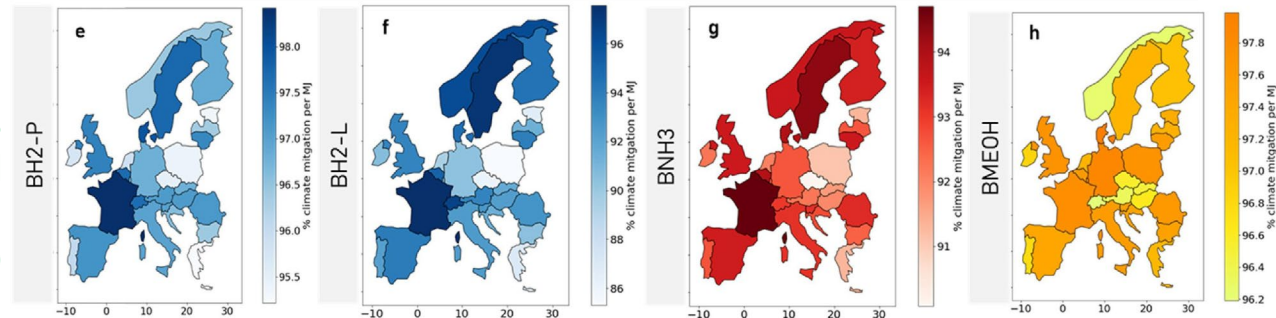 BH2-P
e
98.0
97.5
97.0
96.5
96.0
95.5
% climate mitgation per MJ
−10 0 10 20 30
BH2-L
f
96
94
92
90
88
86
% climate mitgation per MJ
−10 0 10 20 30
BNH3
g
94
93
92
91
% climate mitgation per MJ
−10 0 10 20 30
BMEOH
h
97.8
97.6
97.4
97.2
97.0
96.8
96.6
96.4
96.2
% climate mitgation per MJ
−10 0 10 20 30